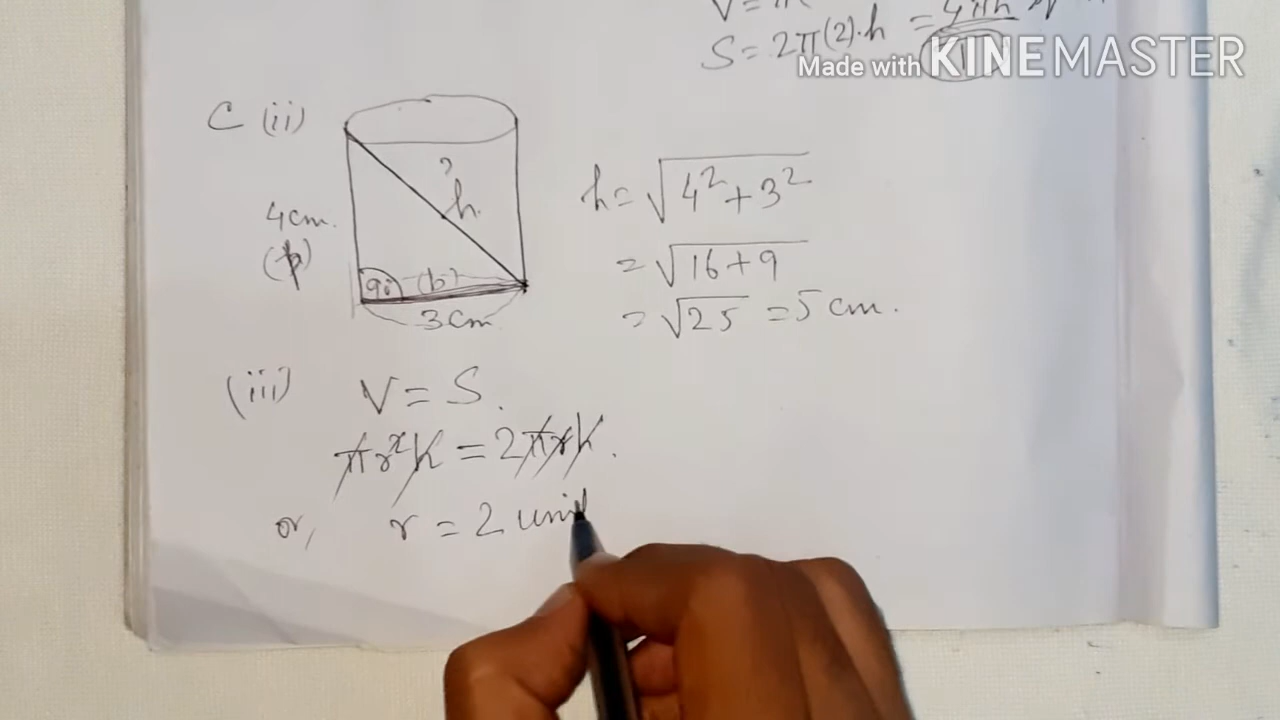 V = π
S = 2π(2).h = 4πh
Made with KINEMASTER
C (ii)
?
h.
4cm.
(p)
90 (b)
3cm
h = √4² + 3²
= √16 + 9
= √25 = 5 cm.
(iii) V = S.
πr²h = 2πrh.
or, r = 2 unit